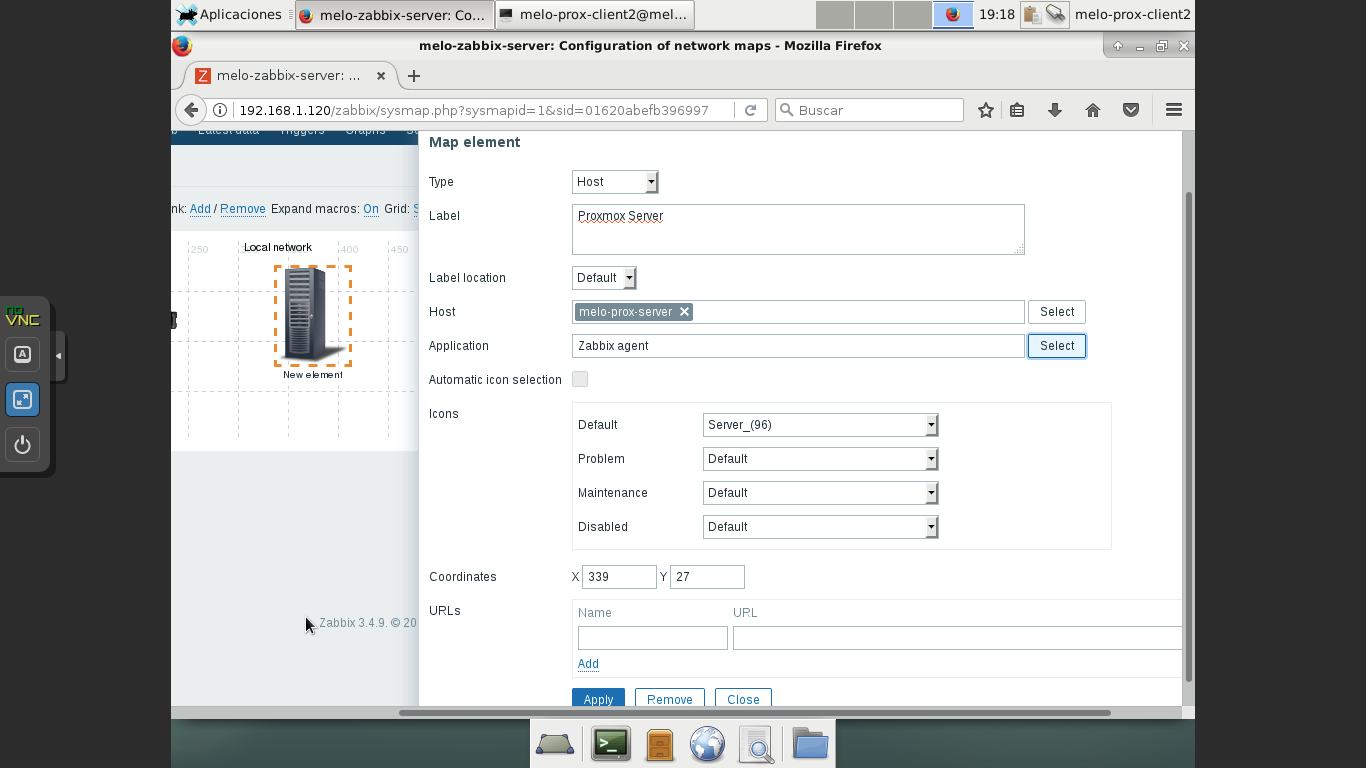 Aplicaciones melo-zabbix-server: Co... melo-prox-client2@mel... 19:18 melo-prox-client2
melo-zabbix-server: Configuration of network maps - Mozilla Firefox
Z melo-zabbix-server: ...
192.168.1.120/zabbix/sysmap.php?sysmapid=1&sid=01620abefb396997 Buscar
Latest data Triggers Graphs
Map element
Type Host
nk: Add / Remove Expand macros: On Grid: S
Label Proxmox Server
250 400 450
Local network
Label location Default
Host melo-prox-server Select
Application Zabbix agent Select
New element
Automatic icon selection
Icons
Default Server_(96)
Problem Default
Maintenance Default
Disabled Default
Coordinates X 339 Y 27
URLs Name URL
Zabbix 3.4.9. © 20
Add
Apply Remove Close
no
VNC
A